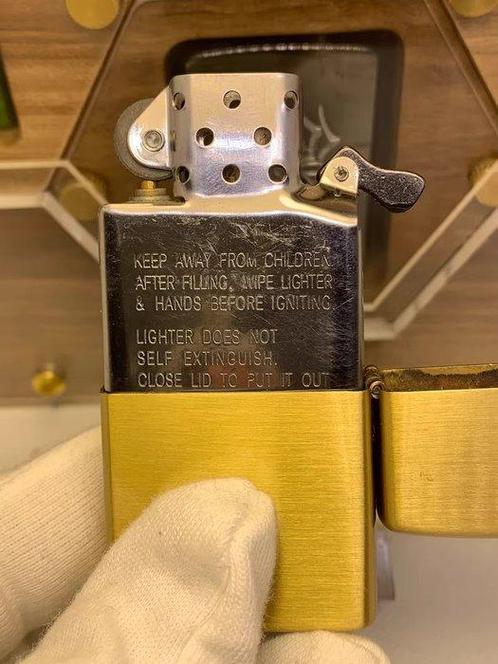 KEEP AWAY FROM CHILDREN
AFTER FILLING, WIPE LIGHTER
& HANDS BEFORE IGNITING
LIGHTER DOES NOT
SELF EXTINGUISH.
CLOSE LID TO PUT IT OUT